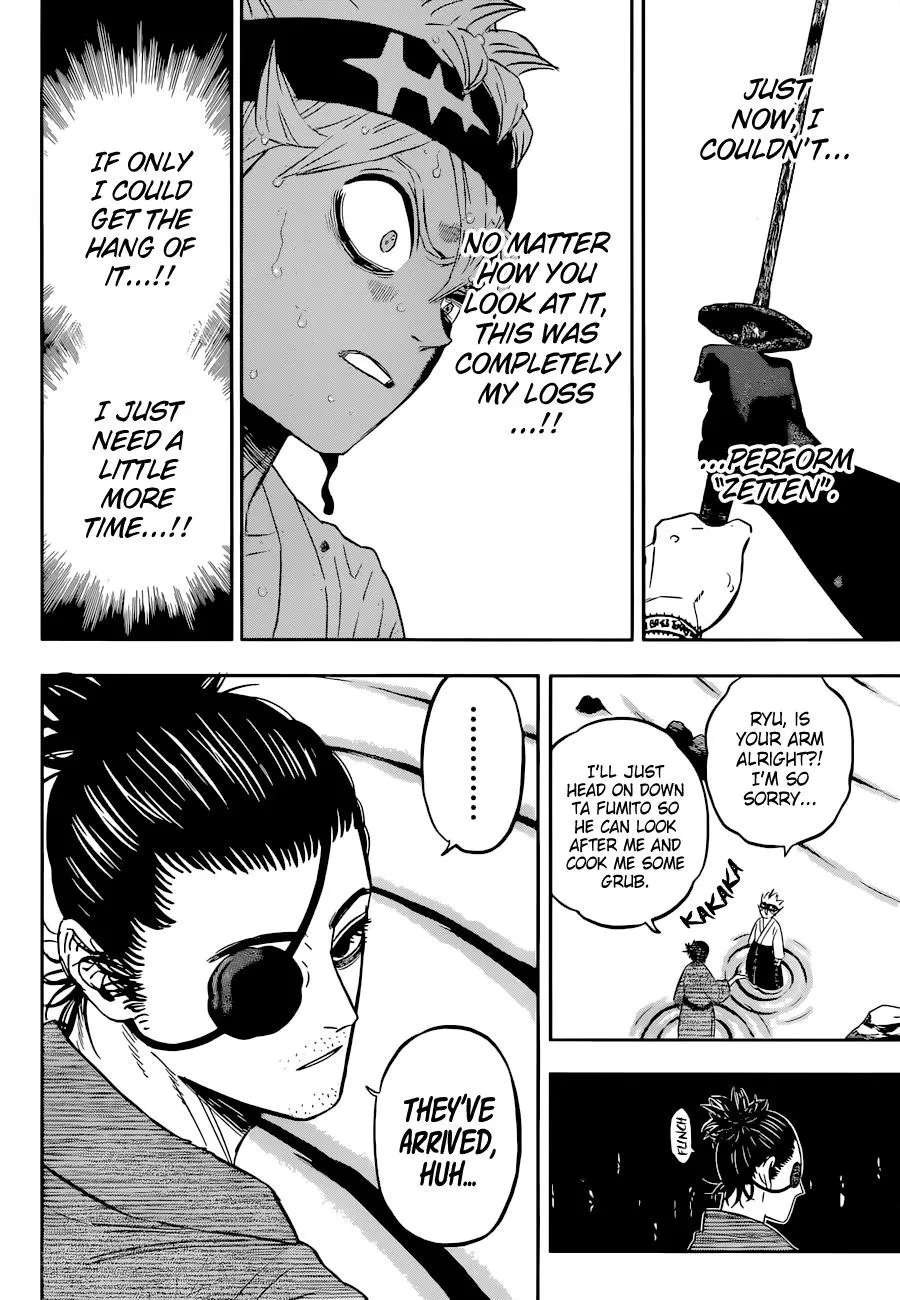 JUST
NOW, I
COULDN'T...
...PERFORM
"ZETTEN".
NO MATTER
HOW YOU
LOOK AT IT,
THIS WAS
COMPLETELY
MY LOSS
...!!
IF ONLY
I COULD
GET THE
HANG OF
IT...!!
I JUST
NEED A
LITTLE
MORE
TIME...!!
RYU, IS
YOUR ARM
ALRIGHT?!
I'M SO
SORRY...
I'LL JUST
HEAD ON DOWN
TA FUMITO SO
HE CAN LOOK
AFTER ME AND
COOK ME SOME
GRUB.
KAKAKA
FLINCH
.........
THEY'VE
ARRIVED,
HUH...